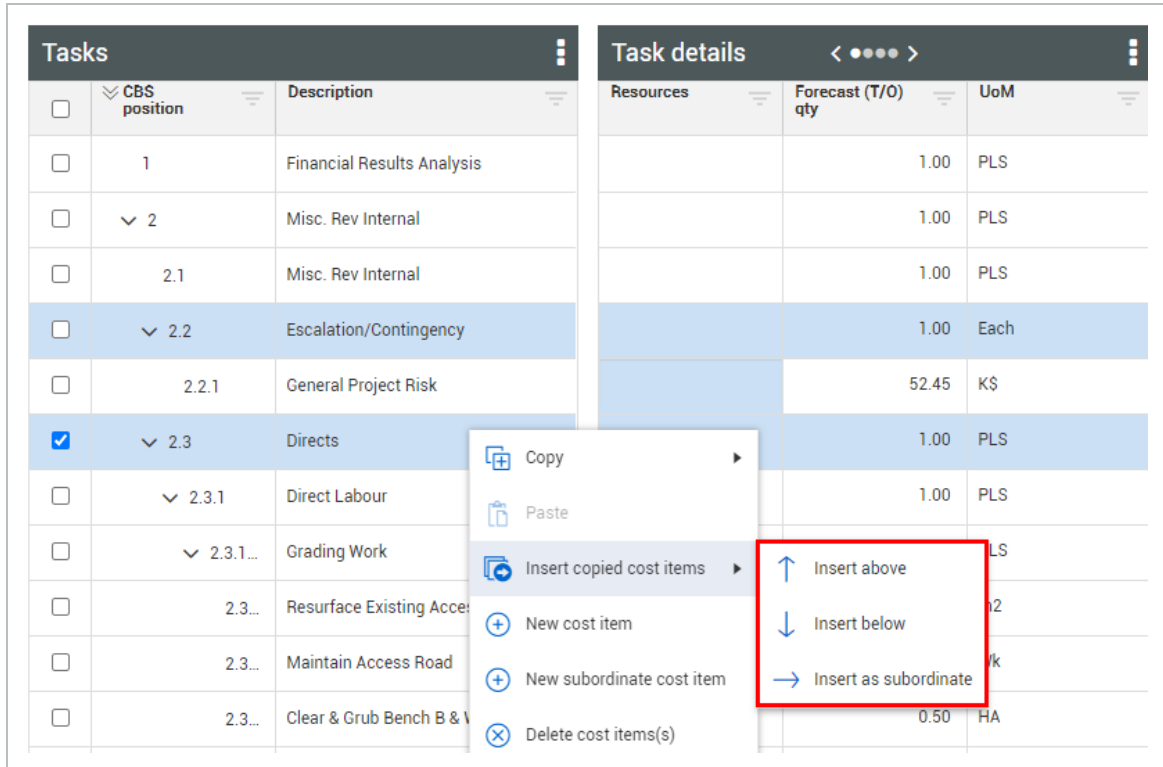 Tasks
Task details
CBS position
Description
Resources
Forecast (T/O) qty
UoM
1 Financial Results Analysis 1.00 PLS
2 Misc. Rev Internal 1.00 PLS
2.1 Misc. Rev Internal 1.00 PLS
2.2 Escalation/Contingency 1.00 Each
2.2.1 General Project Risk 52.45 K$
2.3 Directs 1.00 PLS
2.3.1 Direct Labour 1.00 PLS
2.3.1... Grading Work LS
2.3... Resurface Existing Acce
2.3... Maintain Access Road
2.3... Clear & Grub Bench B & 0.50 HA
Copy
Paste
Insert copied cost items
New cost item
New subordinate cost item
Delete cost items(s)
Insert above
Insert below
Insert as subordinate